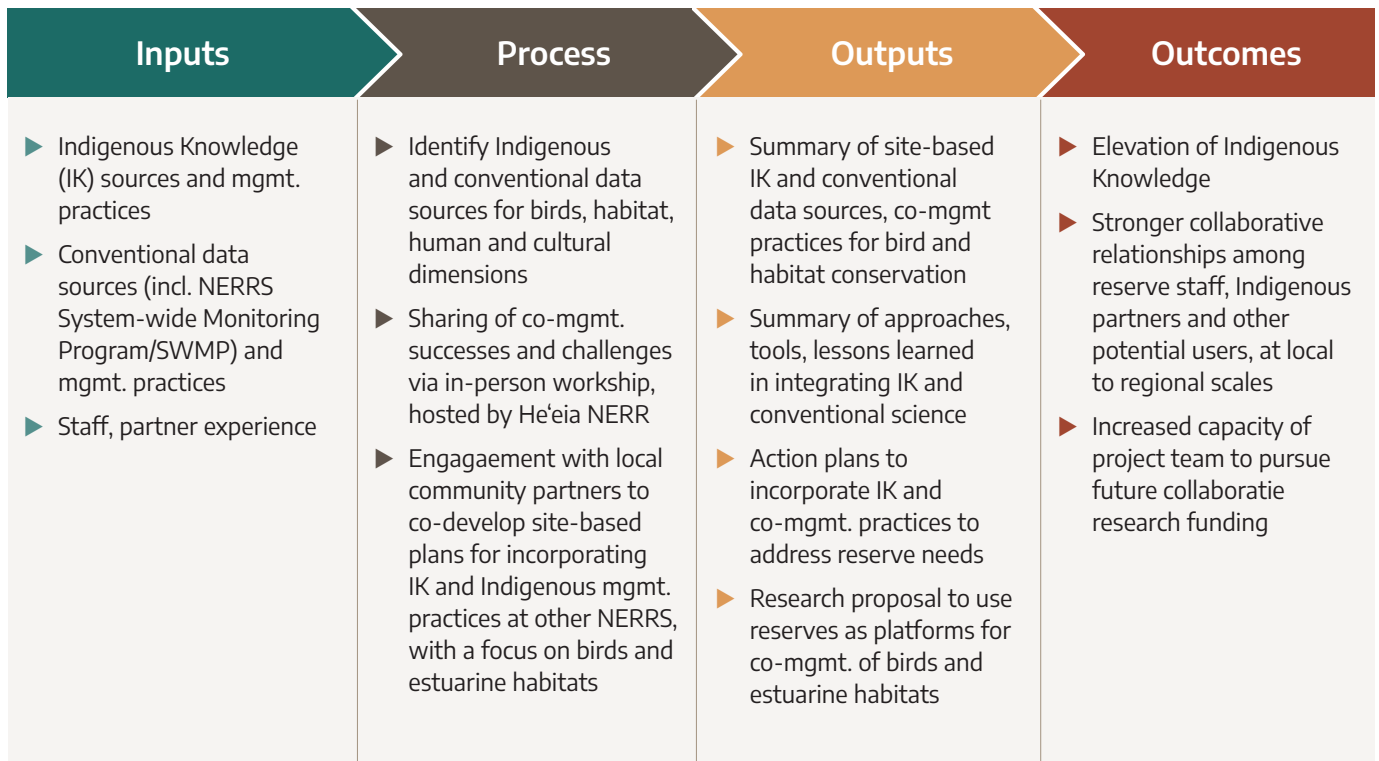 Inputs
Process
Outputs
Outcomes
Indigenous Knowledge
(IK) sources and mgmt.
practices
Conventional data
sources (incl. NERRS
System-wide Monitoring
Program/SWMP) and
mgmt. practices
Staff, partner experience
Identify Indigenous
and conventional data
sources for birds, habitat,
human and cultural
dimensions
Sharing of co-mgmt.
successes and challenges
via in-person workship,
hosted by Heʻeia NERR
Engagaement with local
community partners to
co-develop site-based
plans for incorporating
IK and Indigenous mgmt.
practices at other NERRS,
with a focus on birds and
estuarine habitats
Summary of site-based
IK and conventional
data sources, co-mgmt
practices for bird and
habitat conservation
Summary of approaches,
tools, lessons learned
in integrating IK and
conventional science
Action plans to
incorporate IK and
co-mgmt. practices to
address reserve needs
Research proposal to use
reserves as platforms for
co-mgmt. of birds and
estuarine habitats
Elevation of Indigenous
Knowledge
Stronger collaborative
relationships among
reserve staff, Indigenous
partners and other
potential users, at local
to regional scales
Increased capacity of
project team to pursue
future collaboratie
research funding